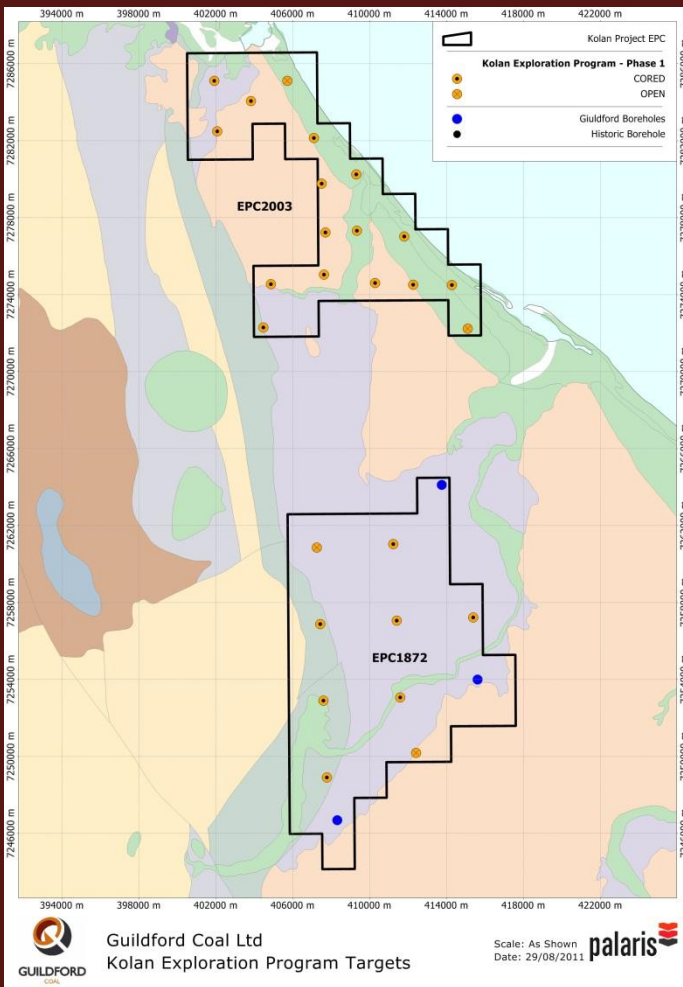 394000 m
398000 m
402000 m
406000 m
410000 m
414000 m
418000 m
422000 m
Kolan Project EPC
Kolan Exploration Program - Phase 1
CORED
OPEN
Giuldford Boreholes
Historic Borehole
7286000 m
7282000 m
7278000 m
7274000 m
7270000 m
7266000 m
7262000 m
7258000 m
7254000 m
7250000 m
7246000 m
EPC2003
EPC1872
394000 m
398000 m
402000 m
406000 m
410000 m
414000 m
418000 m
422000 m
GUILDFORD
COAL
Guildford Coal Ltd
Kolan Exploration Program Targets
Scale: As Shown
Date: 29/08/2011
palaris